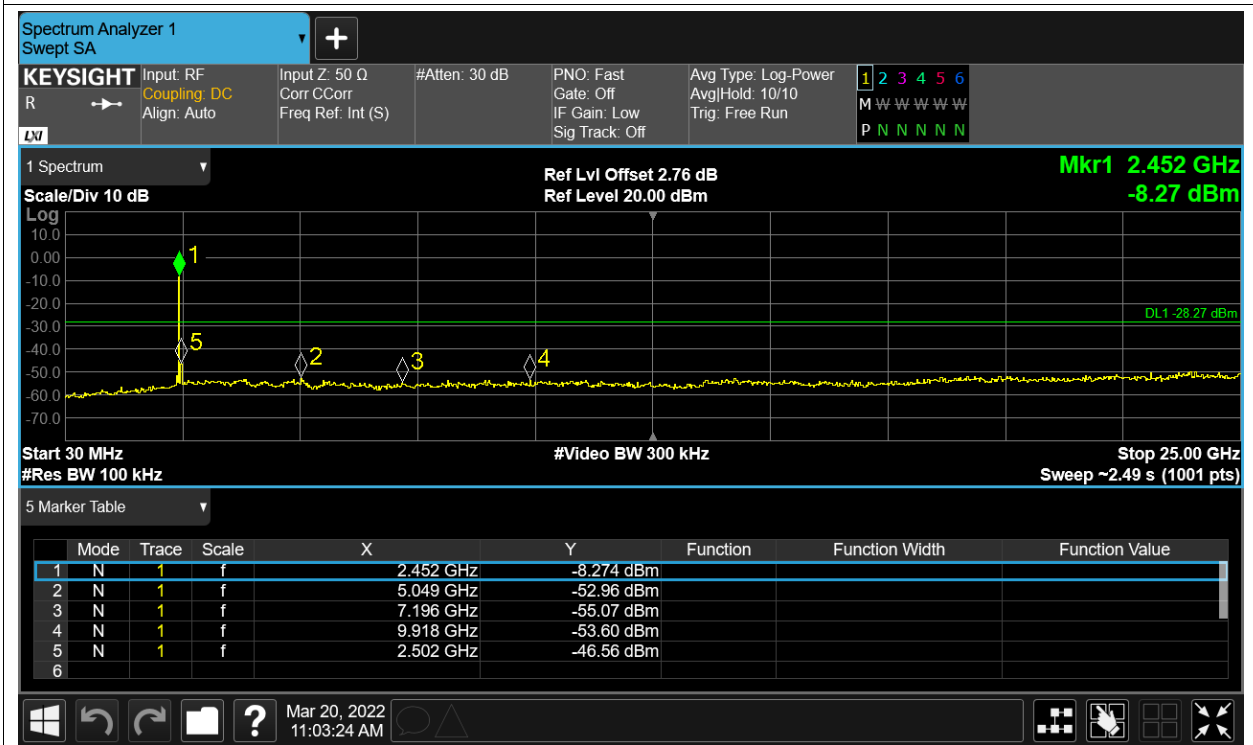 Spectrum Analyzer 1
Swept SA
KEYSIGHT
R
LXI
Input: RF
Coupling: DC
Align: Auto
Input Z: 50 Ω
Corr CCorr
Freq Ref: Int (S)
#Atten: 30 dB
PNO: Fast
Gate: Off
IF Gain: Low
Sig Track: Off
Avg Type: Log-Power
Avg|Hold: 10/10
Trig: Free Run
1 2 3 4 5 6
M W W W W W
P N N N N N
1 Spectrum
Scale/Div 10 dB
Ref Lvl Offset 2.76 dB
Ref Level 20.00 dBm
Mkr1 2.452 GHz
-8.27 dBm
Log
10.0
0.00
-10.0
-20.0
-30.0
-40.0
-50.0
-60.0
-70.0
1
5
2
3
4
DL1 -28.27 dBm
Start 30 MHz
#Video BW 300 kHz
Stop 25.00 GHz
#Res BW 100 kHz
Sweep ~2.49 s (1001 pts)
5 Marker Table
Mode Trace Scale X Y Function Function Width Function Value
1 N 1 f 2.452 GHz -8.274 dBm
2 N 1 f 5.049 GHz -52.96 dBm
3 N 1 f 7.196 GHz -55.07 dBm
4 N 1 f 9.918 GHz -53.60 dBm
5 N 1 f 2.502 GHz -46.56 dBm
6
?
Mar 20, 2022
11:03:24 AM